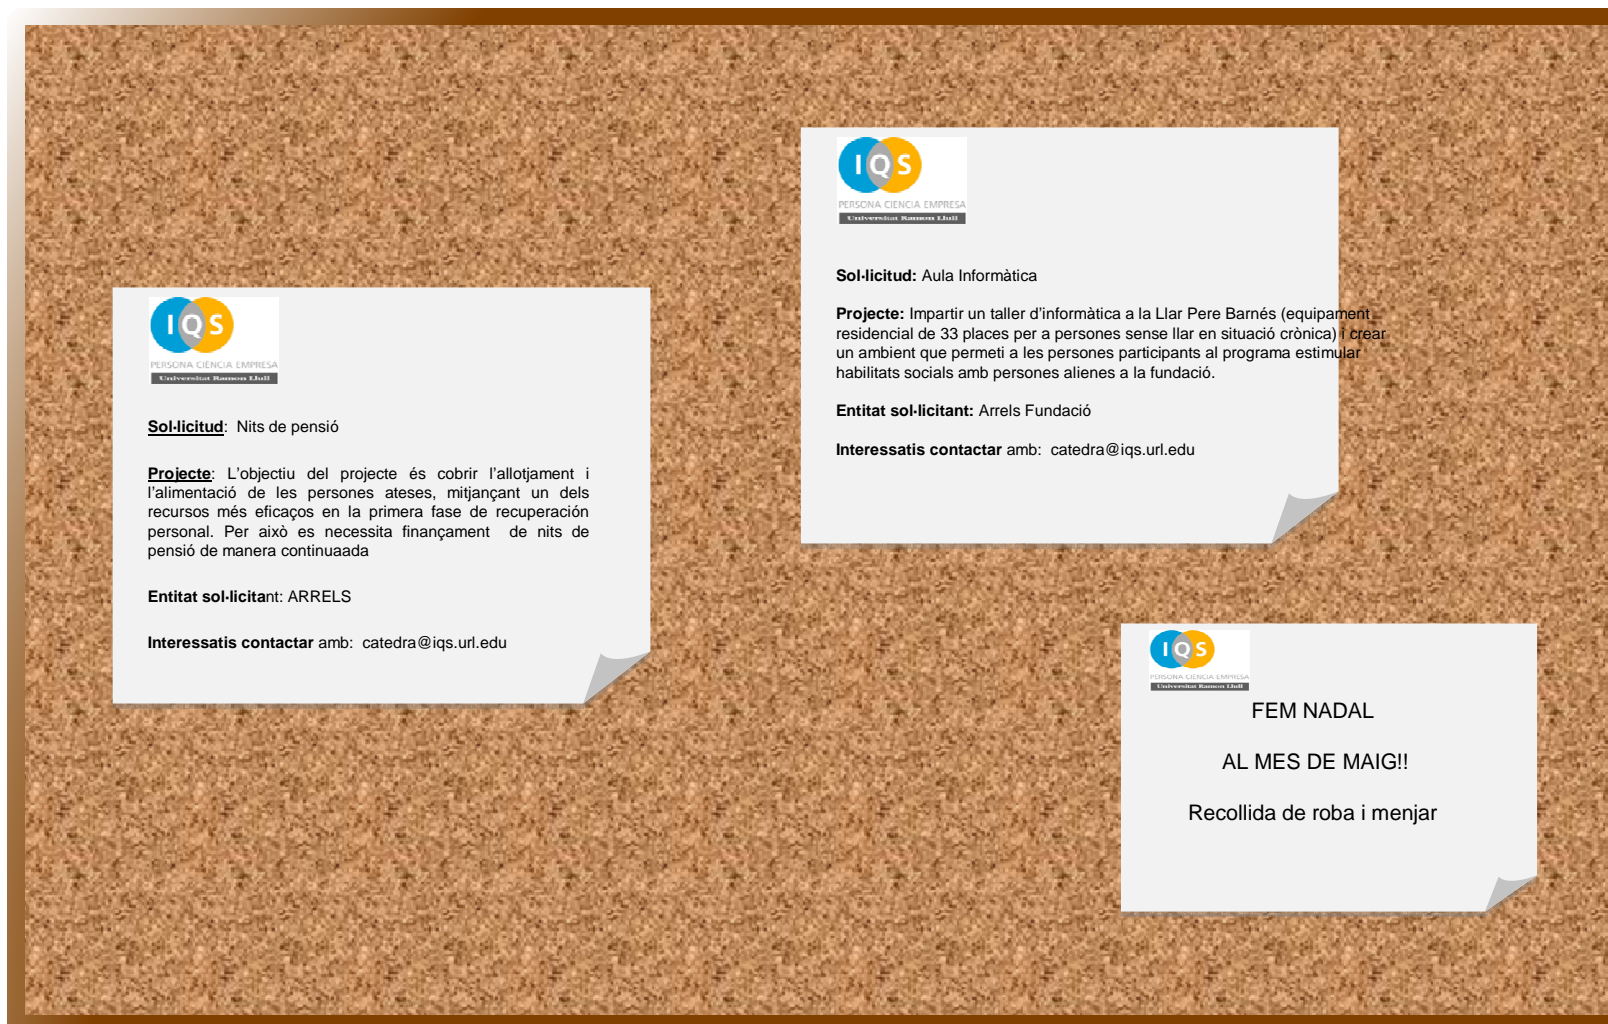 IQS
PERSONA CIENCIA EMPRESA
Universitat Ramon Llull
Sol·licitud: Nits de pensió
Projecte: L'objectiu del projecte és cobrir l'allotjament i
l'alimentació de les persones ateses, mitjançant un dels
recursos més eficaços en la primera fase de recuperación
personal. Per això es necessita finançament de nits de
pensió de manera continuaada
Entitat sol·licitant: ARRELS
Interessatis contactar amb: catedra@iqs.url.edu
IQS
PERSONA CIENCIA EMPRESA
Universitat Ramon Llull
Sol·licitud: Aula Informàtica
Projecte: Impartir un taller d'informàtica a la Llar Pere Barnés (equipament
residencial de 33 places per a persones sense llar en situació crònica) i crear
un ambient que permeti a les persones participants al programa estimular
habilitats socials amb persones alienes a la fundació.
Entitat sol·licitant: Arrels Fundació
Interessatis contactar amb: catedra@iqs.url.edu
IQS
PERSONA CIENCIA EMPRESA
Universitat Ramon Llull
FEM NADAL
AL MES DE MAIG!!
Recollida de roba i menjar